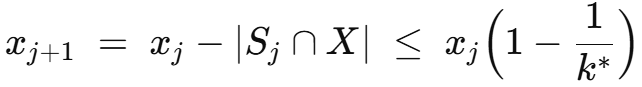 x_{j+1} = x_j − |S_j ∩ X| ≤ x_j(1 − 1/k*)